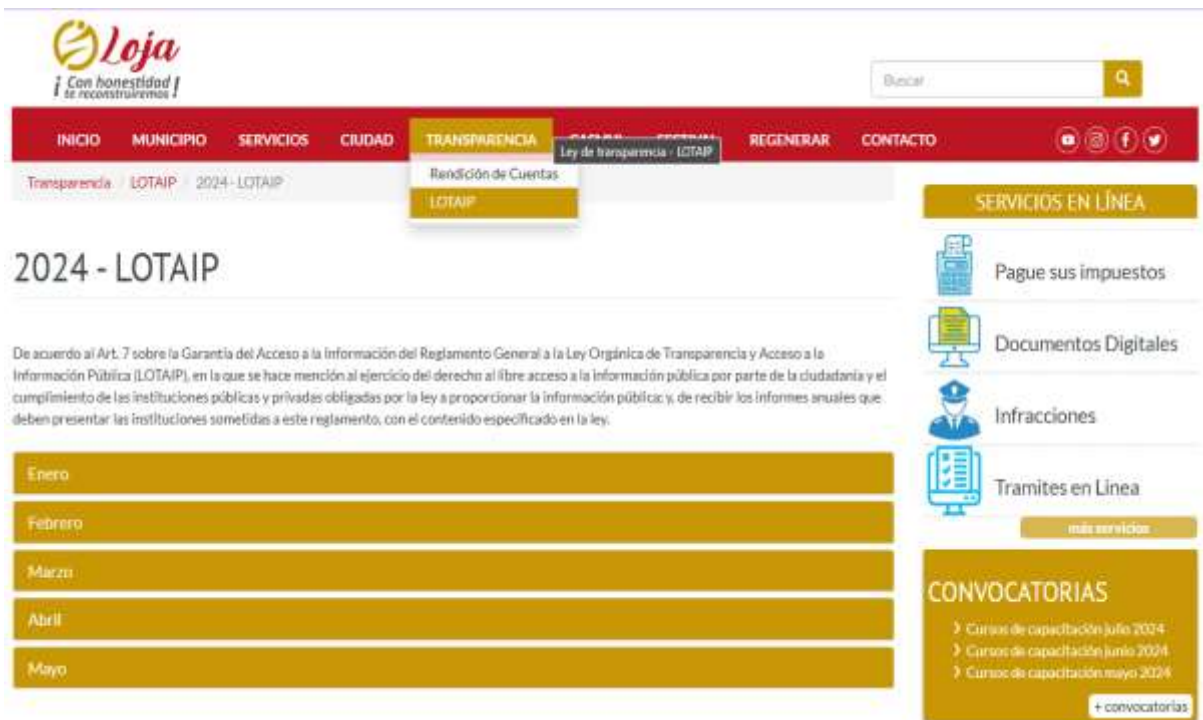 Loja
¡ Con honestidad !
te reconstruiremos
Buscar
INICIO MUNICIPIO SERVICIOS CIUDAD TRANSPARENCIA REGENERAR CONTACTO
Ley de transparencia - LOTAIP
Rendición de Cuentas
LOTAIP
Transparencia / LOTAIP / 2024 - LOTAIP
2024 - LOTAIP
De acuerdo al Art. 7 sobre la Garantía del Acceso a la Información del Reglamento General a la Ley Orgánica de Transparencia y Acceso a la
Información Pública (LOTAIP), en la que se hace mención al ejercicio del derecho al libre acceso a la información pública por parte de la ciudadanía y el
cumplimiento de las instituciones públicas y privadas obligadas por la ley a proporcionar la información pública; y, de recibir los informes anuales que
deben presentar las instituciones sometidas a este reglamento, con el contenido especificado en la ley.
Enero
Febrero
Marzo
Abril
Mayo
SERVICIOS EN LÍNEA
Pague sus impuestos
Documentos Digitales
Infracciones
Tramites en Linea
más servicios
CONVOCATORIAS
Cursos de capacitación julio 2024
Cursos de capacitación junio 2024
Cursos de capacitación mayo 2024
+ convocatorias